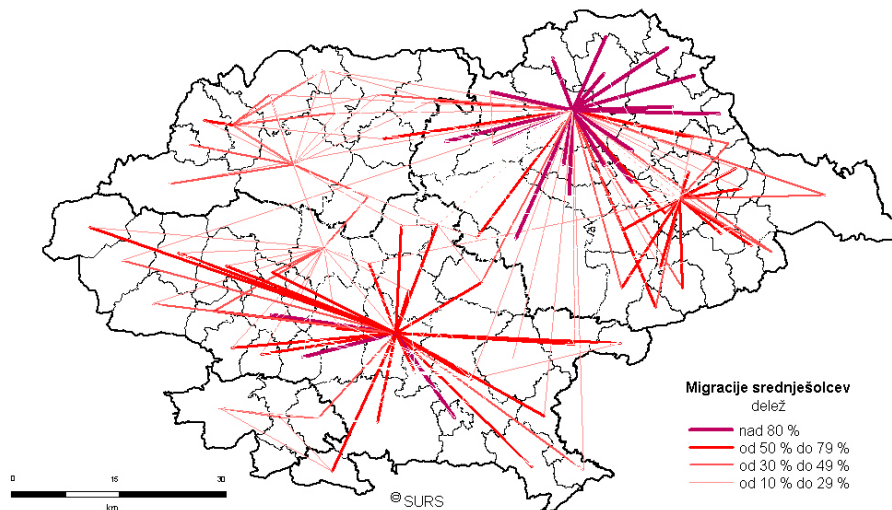 Migracije srednješolcev
delež
nad 80 %
od 50 % do 79 %
od 30 % do 49 %
od 10 % do 29 %
0 15 30
km
© SURS